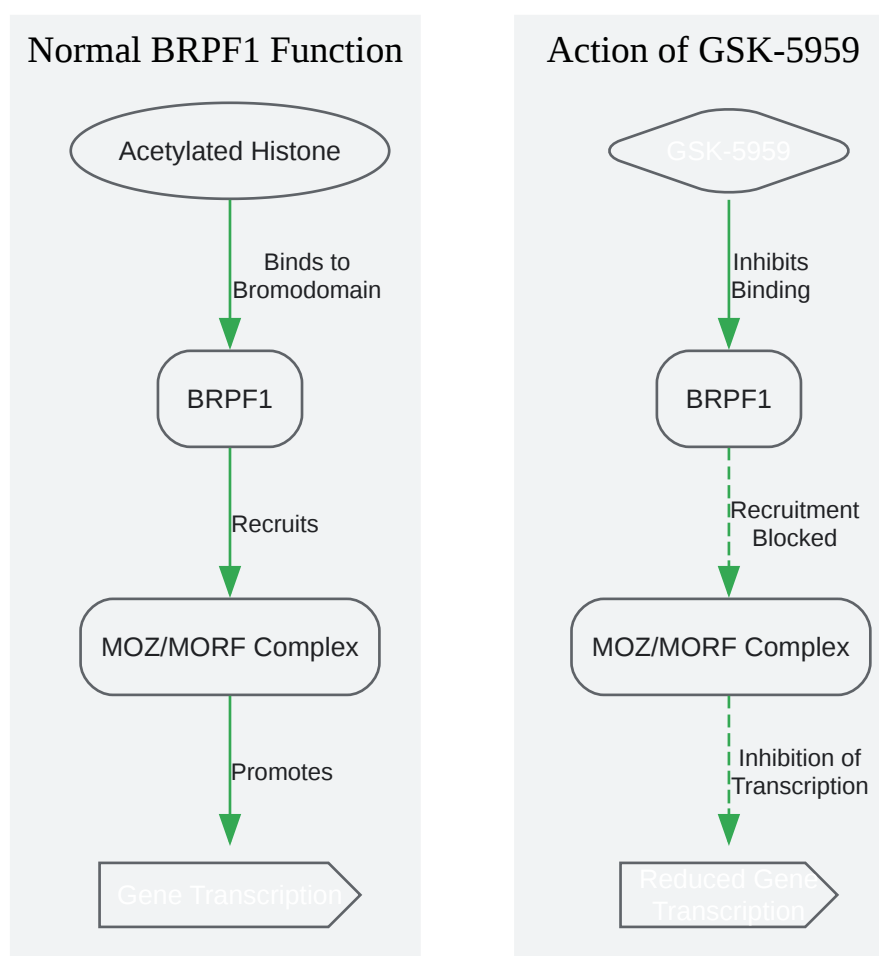 Normal BRPF1 Function
Acetylated Histone
Binds to
Bromodomain
BRPF1
Recruits
MOZ/MORF Complex
Promotes
Gene Transcription
Action of GSK-5959
GSK-5959
Inhibits
Binding
BRPF1
Recruitment
Blocked
MOZ/MORF Complex
Inhibition of
Transcription
Reduced Gene
Transcription